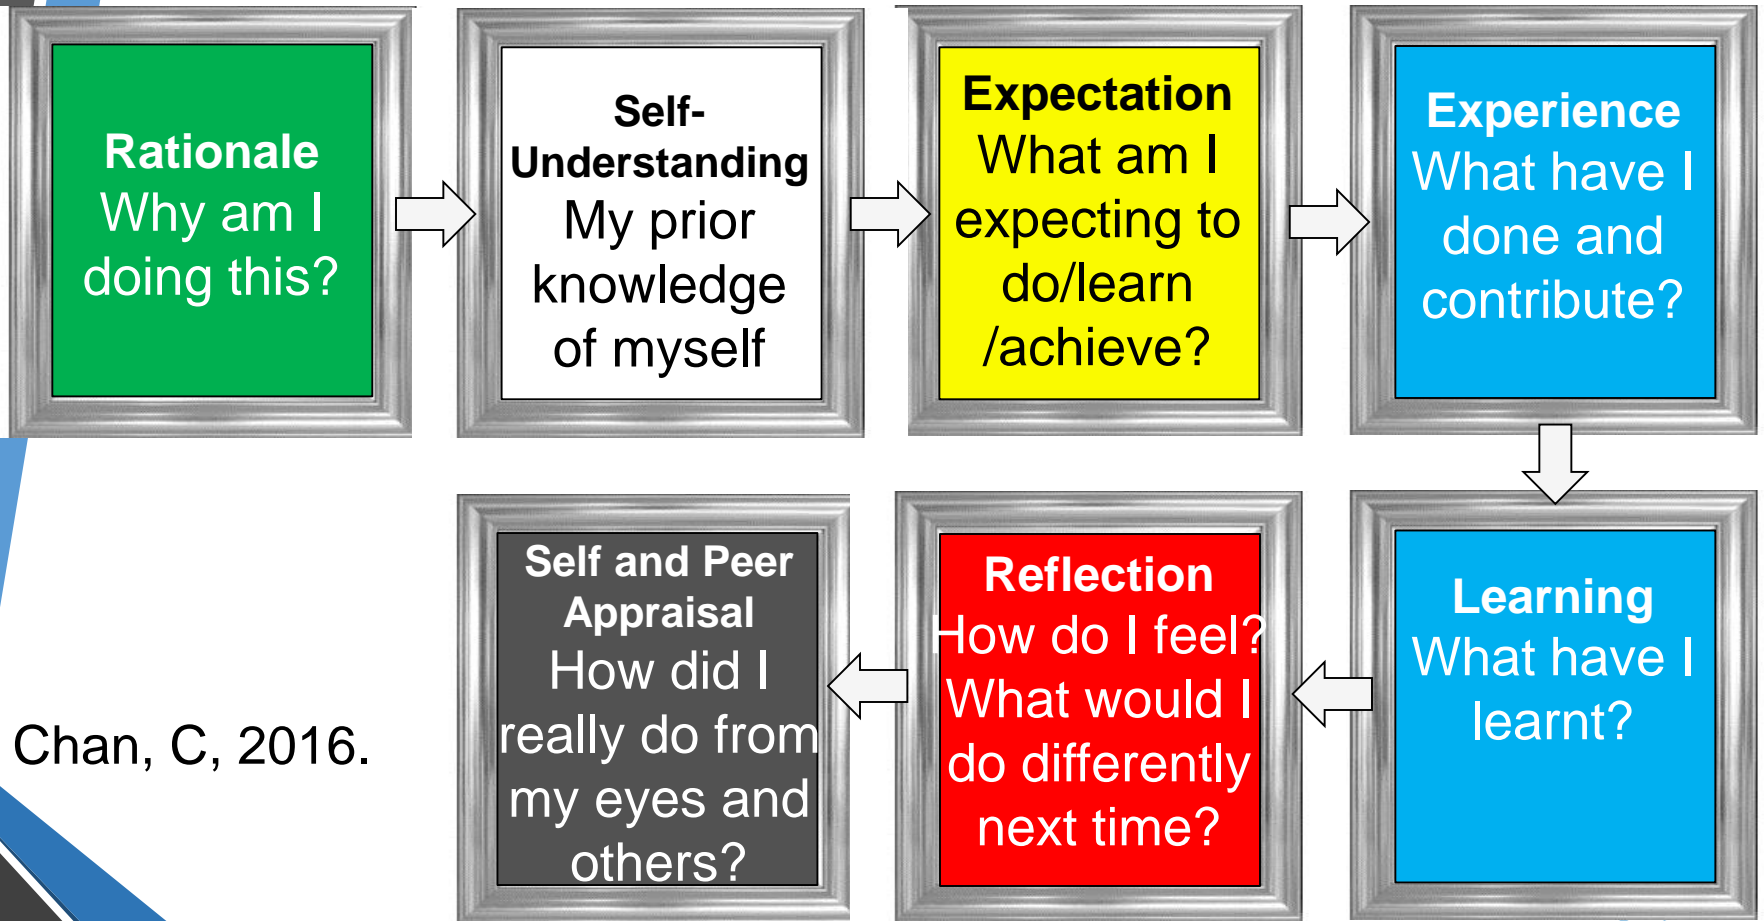 Rationale
Why am I
doing this?
Self-
Understanding
My prior
knowledge
of myself
Expectation
What am I
expecting to
do/learn
/achieve?
Experience
What have I
done and
contribute?
Learning
What have I
learnt?
Reflection
How do I feel?
What would I
do differently
next time?
Self and Peer
Appraisal
How did I
really do from
my eyes and
others?
Chan, C, 2016.